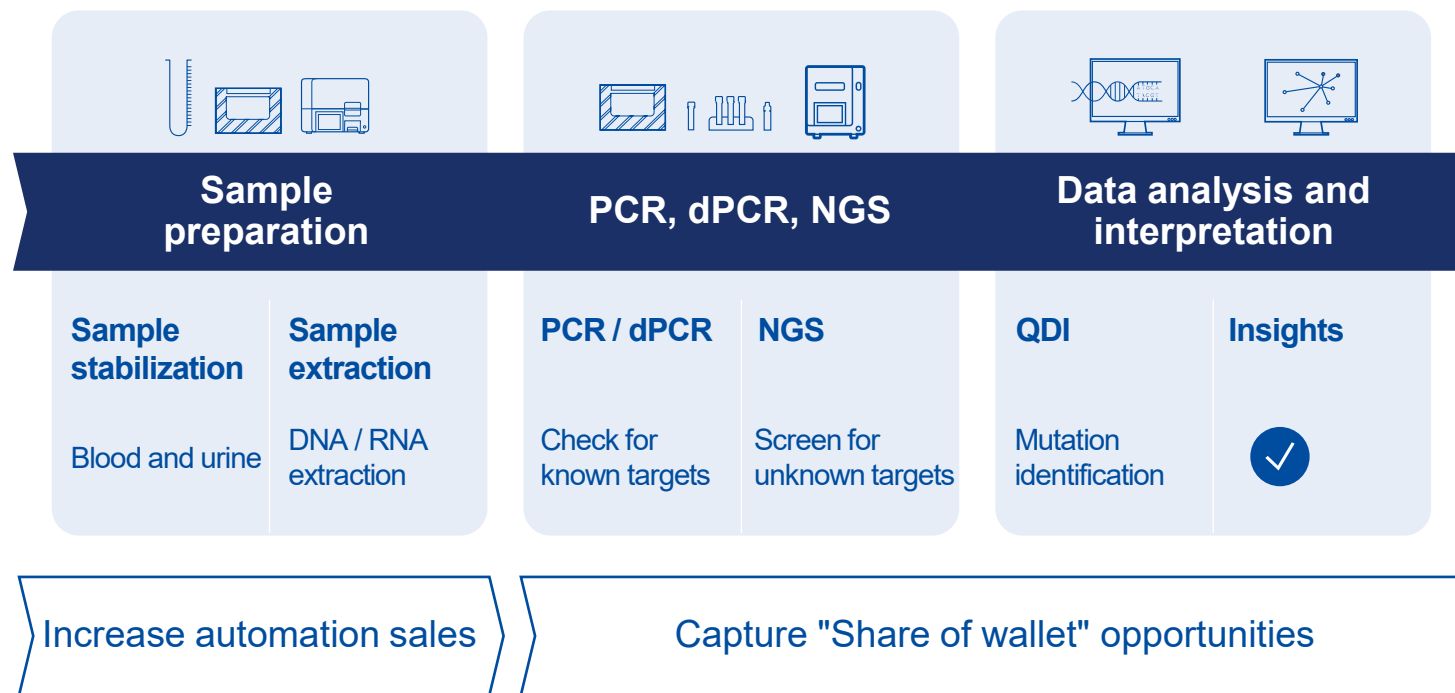 Sample
preparation
PCR, dPCR, NGS
Data analysis and
interpretation
Sample
stabilization
Blood and urine
Sample
extraction
DNA / RNA
extraction
PCR / dPCR
Check for
known targets
NGS
Screen for
unknown targets
QDI
Mutation
identification
Insights
Increase automation sales
Capture "Share of wallet" opportunities